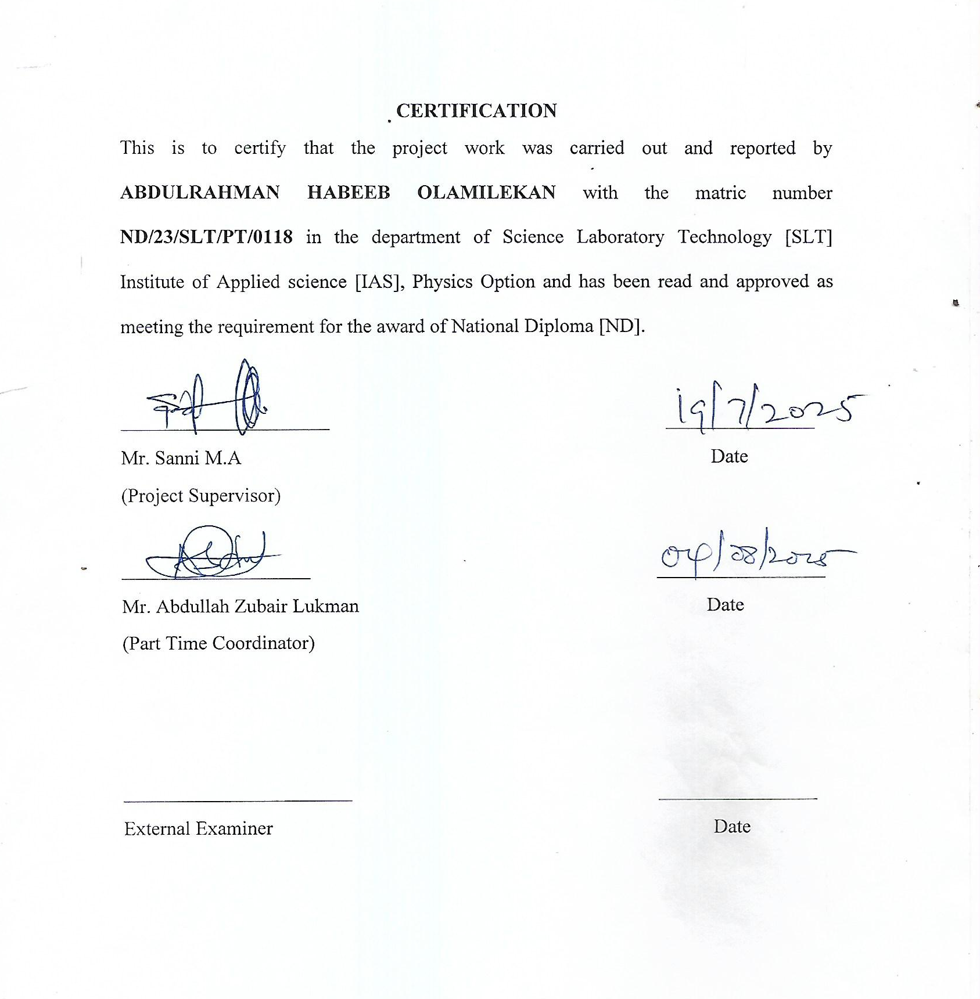 CERTIFICATION
This is to certify that the project work was carried out and reported by
ABDULRAHMAN HABEEB OLAMILEKAN with the matric number
ND/23/SLT/PT/0118 in the department of Science Laboratory Technology [SLT]
Institute of Applied science [IAS], Physics Option and has been read and approved as
meeting the requirement for the award of National Diploma [ND].
19/7/2025
Mr. Sanni M.A Date
(Project Supervisor)
04/08/2025
Mr. Abdullah Zubair Lukman Date
(Part Time Coordinator)
External Examiner Date